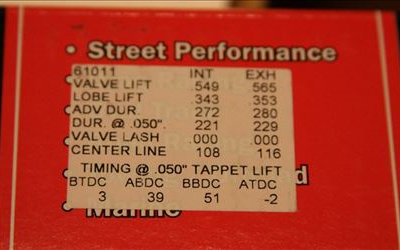 • Street Performance
61011 INT EXH
VALVE LIFT .549 .565
LOBE LIFT .343 .353
ADV DUR. 272 280
DUR. @ .050". 221 229
VALVE LASH .000 .000
CENTER LINE 108 116
TIMING @ .050" TAPPET LIFT
BTDC ABDC BBDC ATDC
3 39 51 -2
• Marine